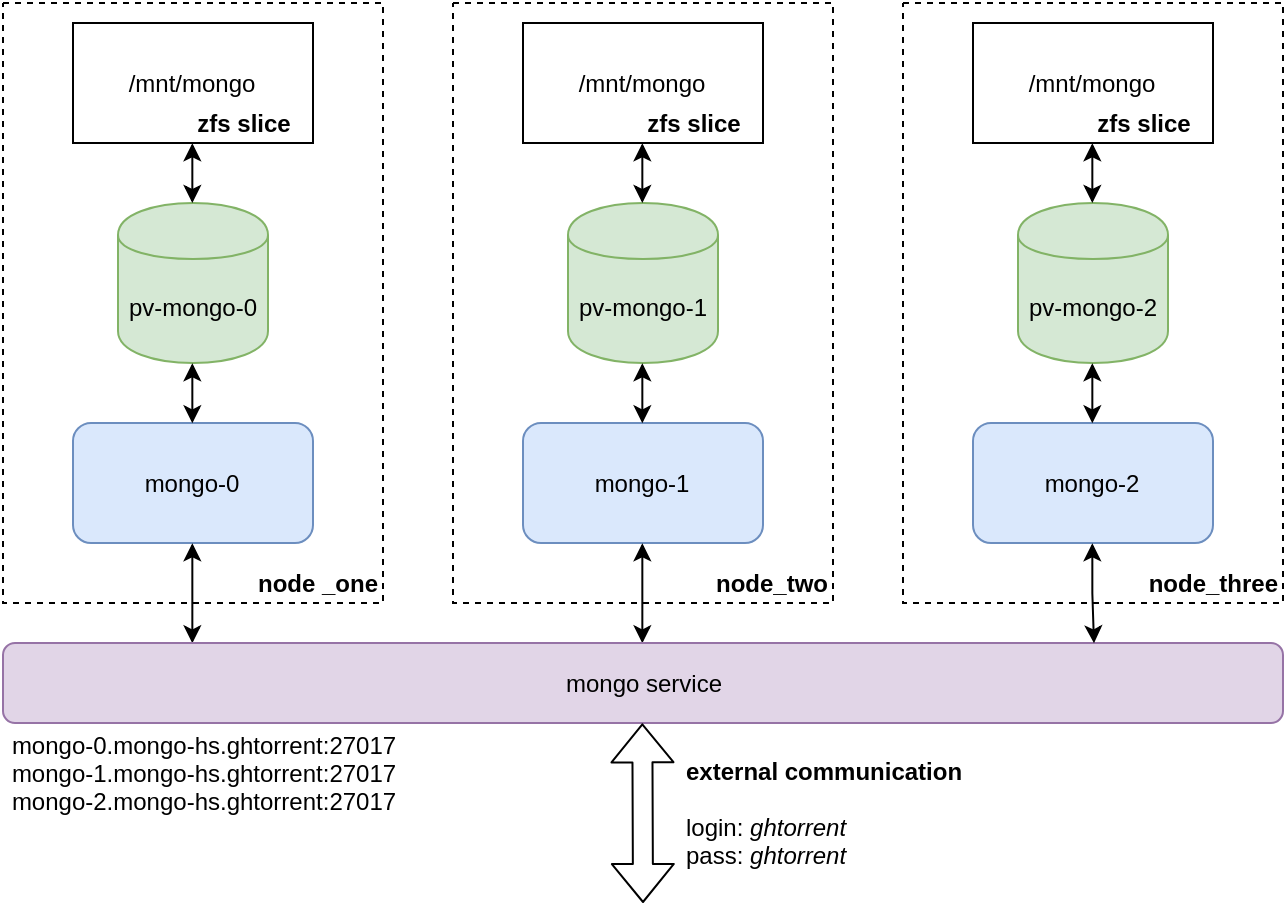 /mnt/mongo
zfs slice
/mnt/mongo
zfs slice
/mnt/mongo
zfs slice
pv-mongo-0
pv-mongo-1
pv-mongo-2
mongo-0
mongo-1
mongo-2
node _one
node_two
node_three
mongo service
mongo-0.mongo-hs.ghtorrent:27017
mongo-1.mongo-hs.ghtorrent:27017
mongo-2.mongo-hs.ghtorrent:27017
external communication
login: ghtorrent
pass: ghtorrent